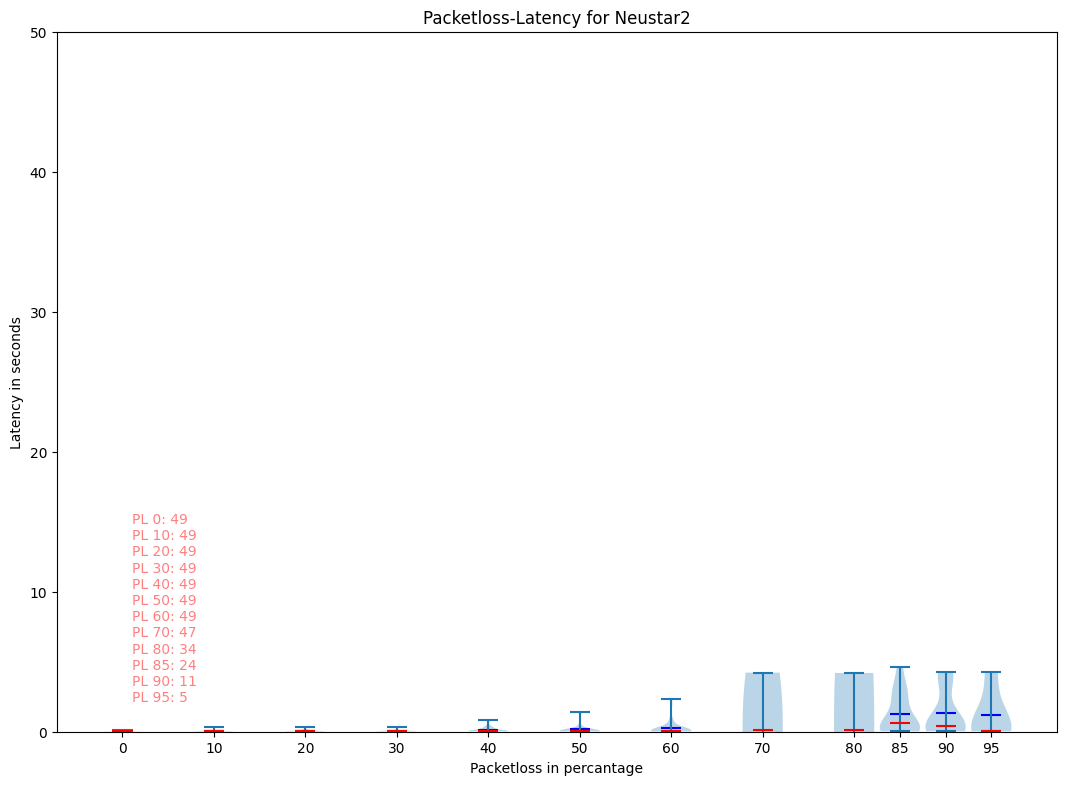 Packetloss-Latency for Neustar2
50
40
30
20
10
0
Latency in seconds
PL 0: 49
PL 10: 49
PL 20: 49
PL 30: 49
PL 40: 49
PL 50: 49
PL 60: 49
PL 70: 47
PL 80: 34
PL 85: 24
PL 90: 11
PL 95: 5
0 10 20 30 40 50 60 70 80 85 90 95
Packetloss in percantage